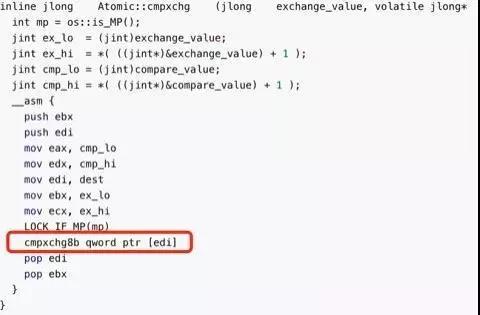 inline jlong    Atomic::cmpxchg    (jlong    exchange_value, volatile jlong*
  int mp = os::is_MP();
  jint ex_lo  = (jint)exchange_value;
  jint ex_hi  = *( ((jint*)&exchange_value) + 1 );
  jint cmp_lo = (jint)compare_value;
  jint cmp_hi = *( ((jint*)&compare_value) + 1 );
  __asm {
    push ebx
    push edi
    mov eax, cmp_lo
    mov edx, cmp_hi
    mov edi, dest
    mov ebx, ex_lo
    mov ecx, ex_hi
    LOCK_IF_MP(mp)
    cmpxchg8b qword ptr [edi]
    pop edi
    pop ebx
  }
}